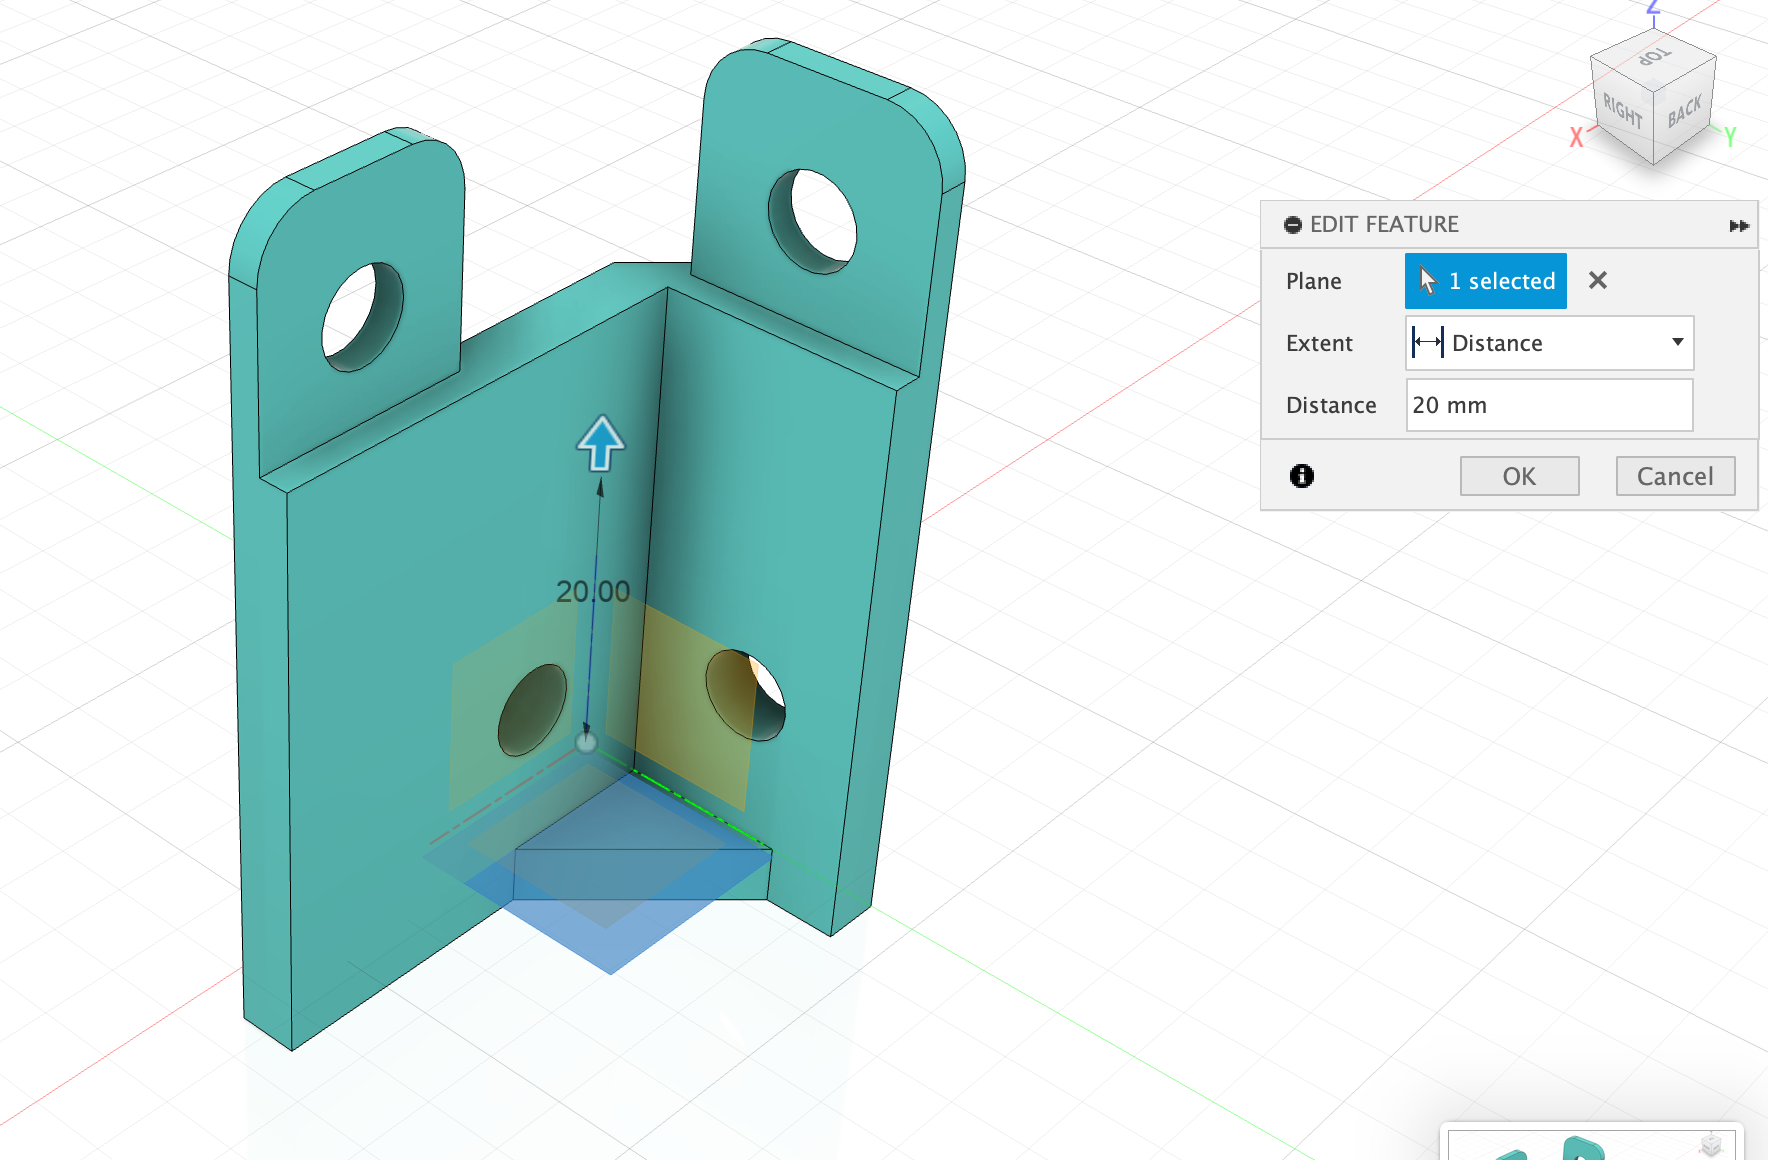 Z
TOP
RIGHT
BACK
X
Y
EDIT FEATURE
Plane
1 selected
Extent
Distance
Distance
20 mm
OK
Cancel
20.00